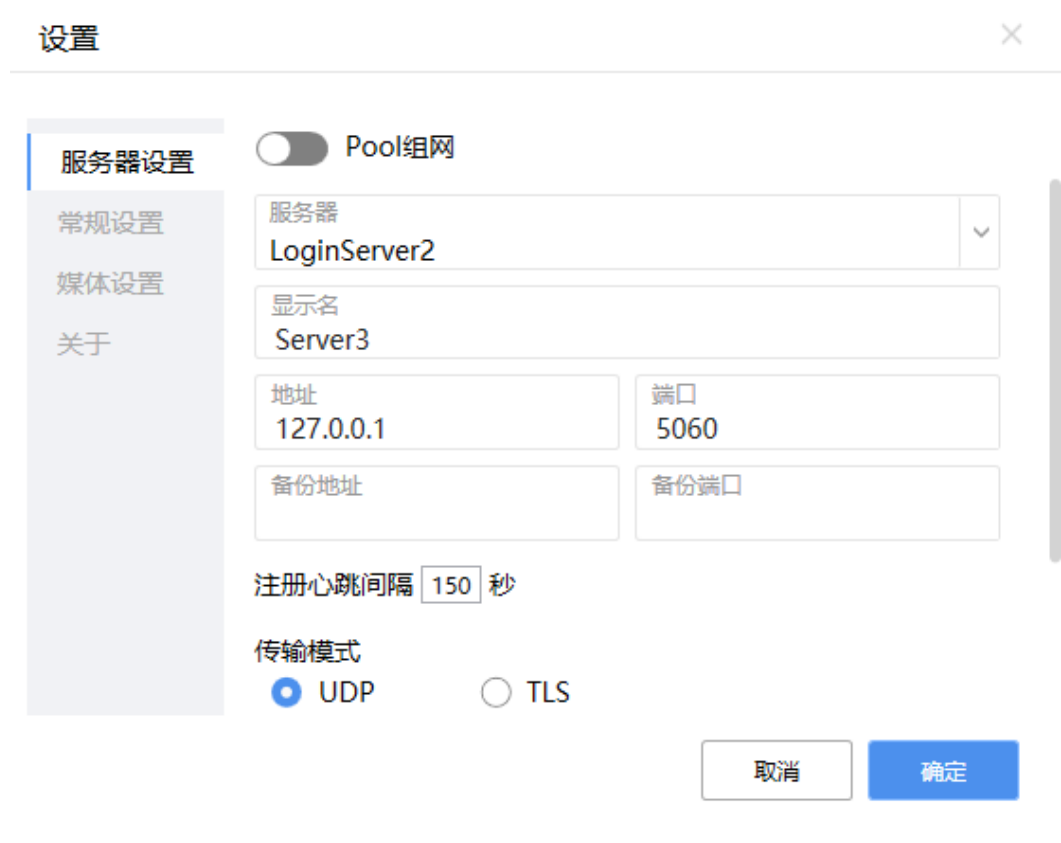 设置
服务器设置
常规设置
媒体设置
关于
Pool组网
服务器
LoginServer2
显示名
Server3
地址
127.0.0.1
端口
5060
备份地址
备份端口
注册心跳间隔 150 秒
传输模式
UDP TLS
取消 确定